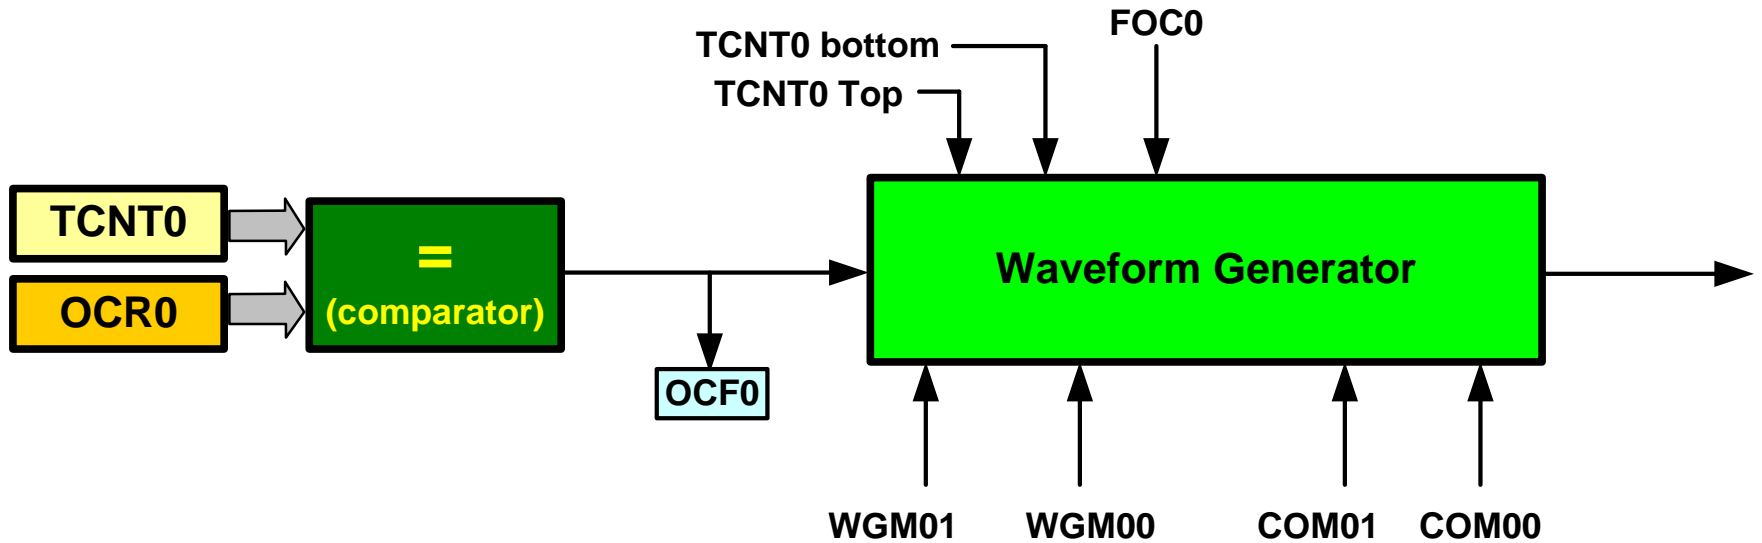 FOC0
TCNT0 bottom
TCNT0 Top
TCNT0
OCR0
=
(comparator)
OCF0
Waveform Generator
WGM01 WGM00 COM01 COM00